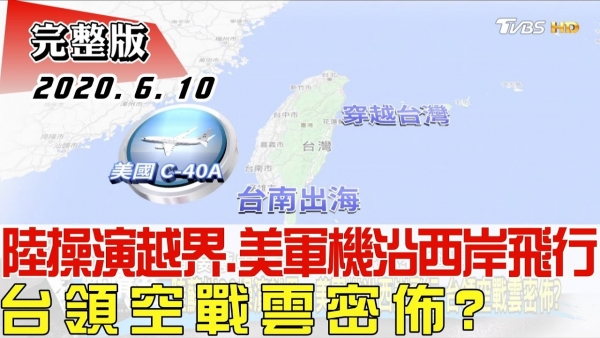 完整版
TVBS HD
2020.6.10
穿越台灣
台灣
美國 C-40A
台南出海
陸操演越界.美軍機沿西岸飛行
台領空戰雲密佈?